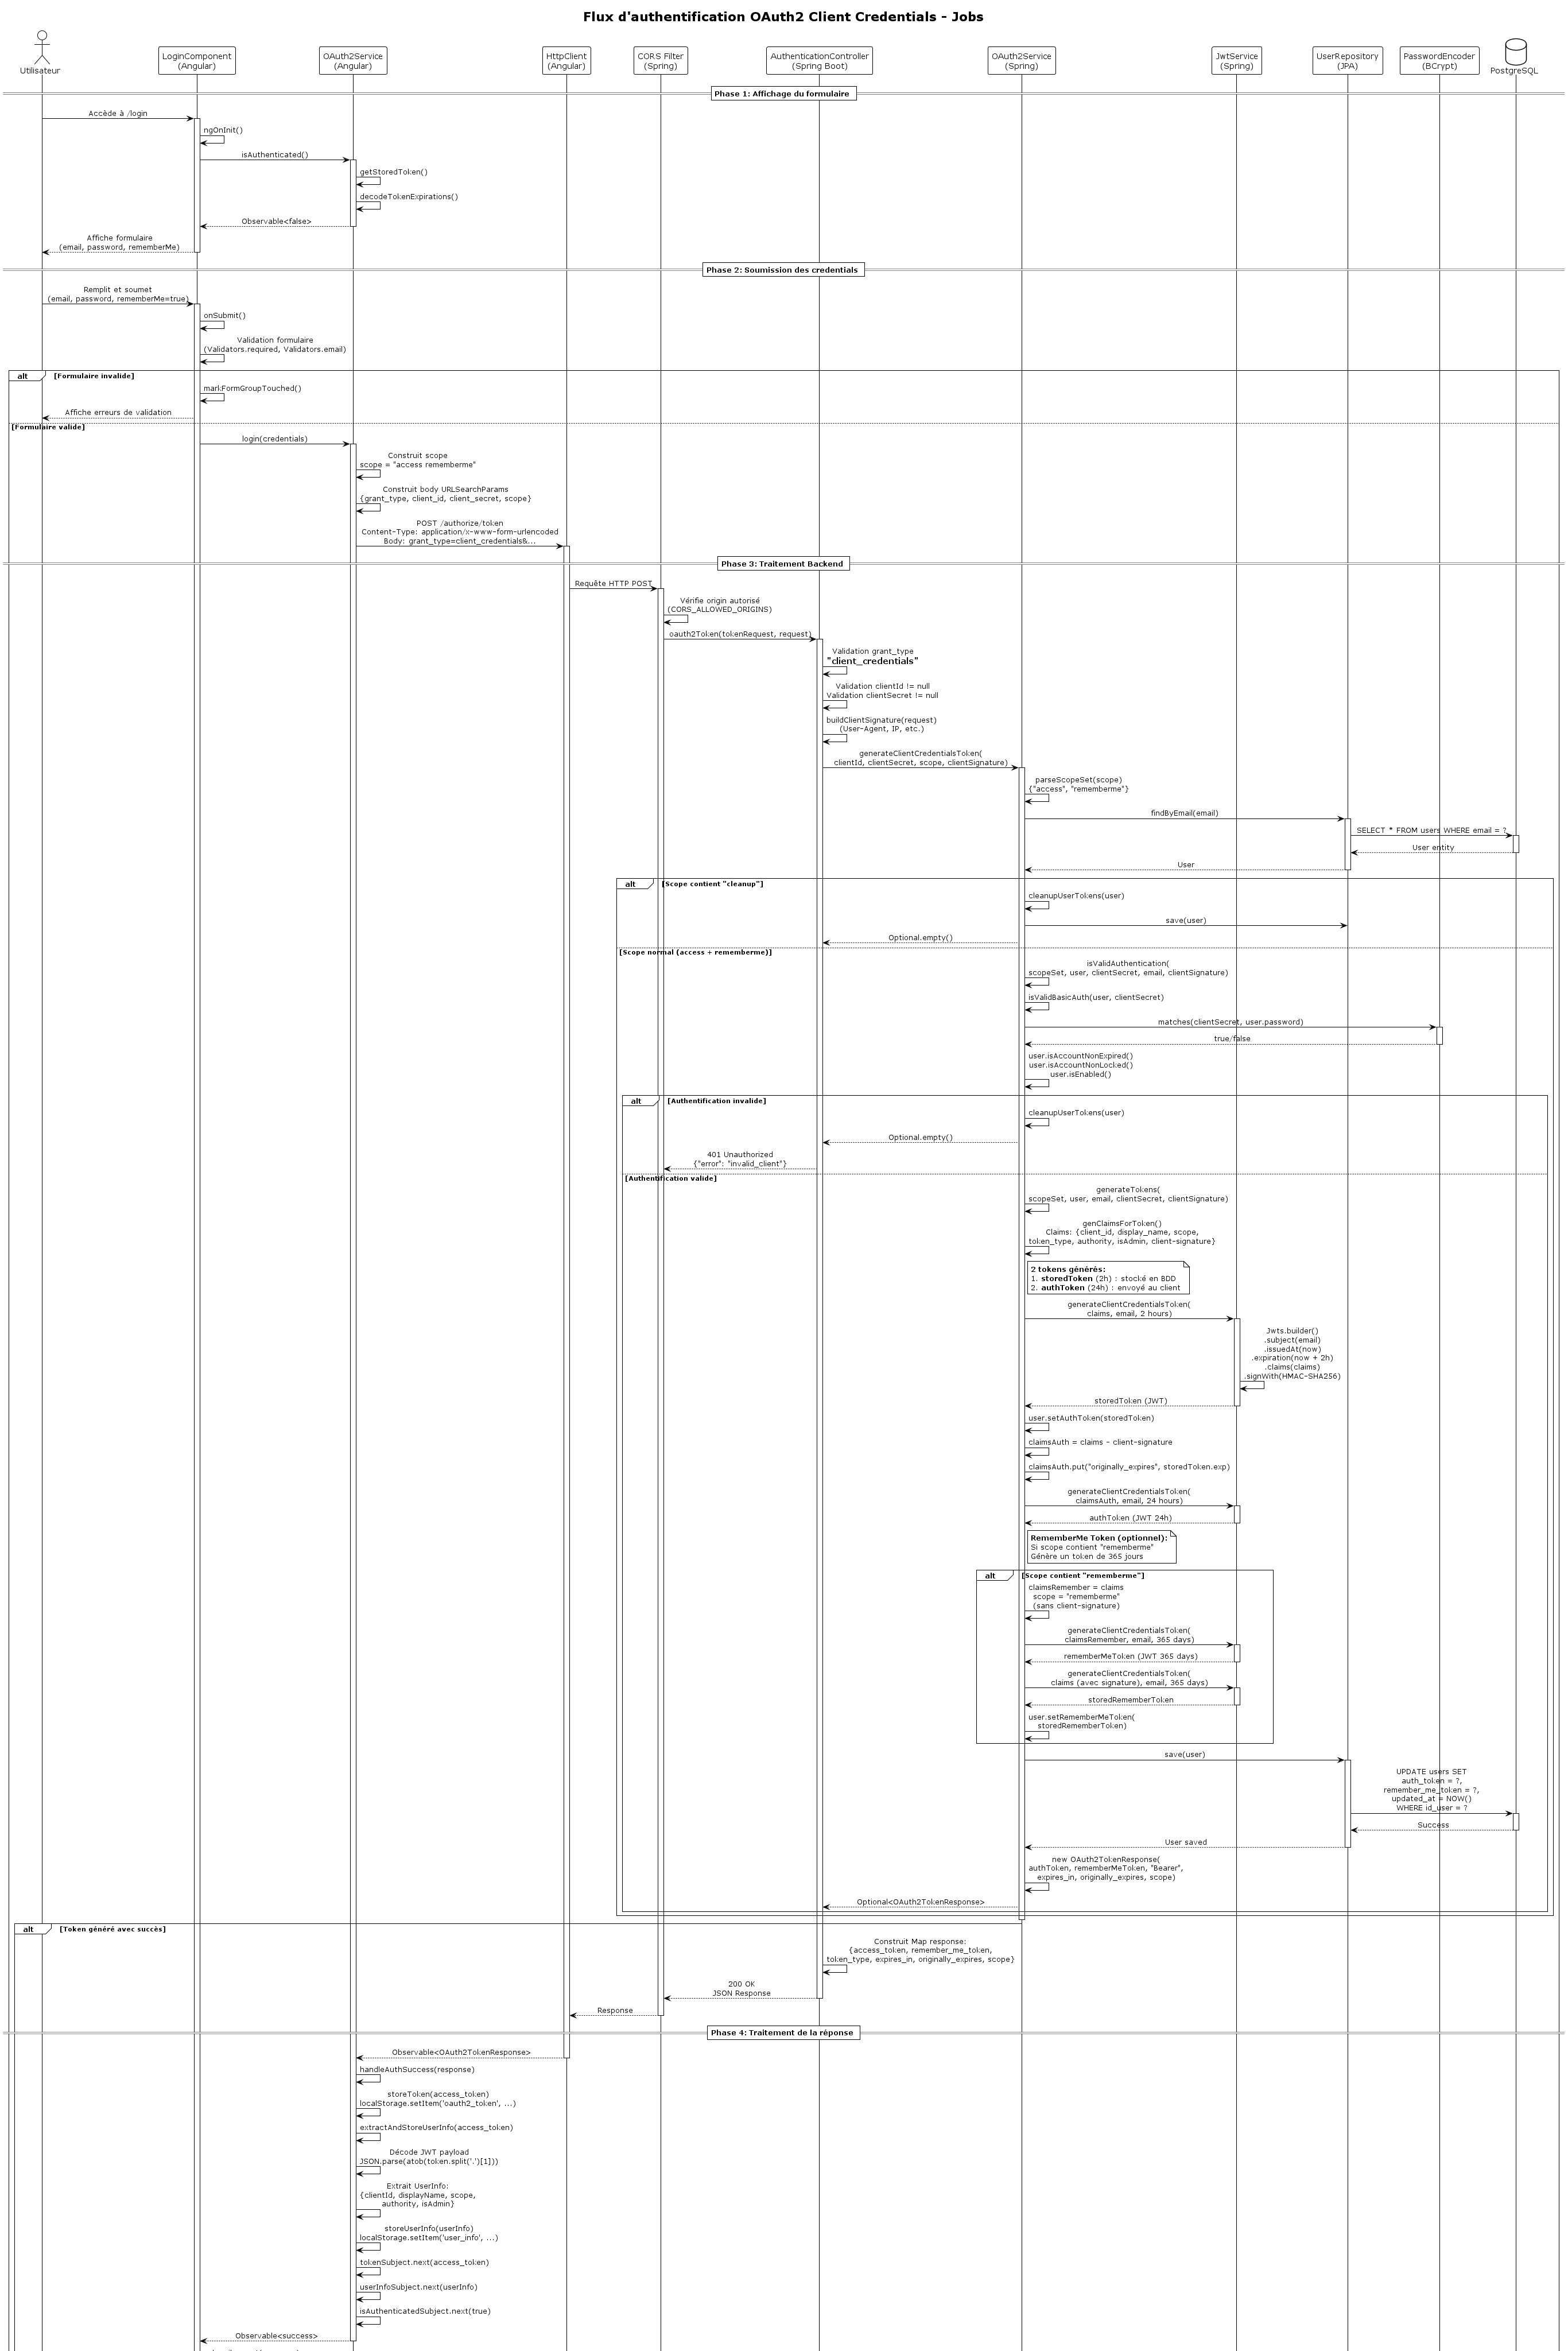 Flux d'authentification OAuth2 Client Credentials - Jobs
Utilisateur
LoginComponent
(Angular)
OAuth2Service
(Angular)
HttpClient
(Angular)
CORS Filter
(Spring)
AuthenticationController
(Spring Boot)
OAuth2Service
(Spring)
JwtService
(Spring)
UserRepository
(JPA)
PasswordEncoder
(BCrypt)
PostgreSQL
Phase 1: Affichage du formulaire
Accède à /login
ngOnInit()
isAuthenticated()
getStoredToken()
decodeTokenExpirations()
Observable<false>
Affiche formulaire
(email, password, rememberMe)
Phase 2: Soumission des credentials
Remplit et soumet
(email, password, rememberMe=true)
onSubmit()
Validation formulaire
(Validators.required, Validators.email)
alt [Formulaire invalide]
markFormGroupTouched()
Affiche erreurs de validation
[Formulaire valide]
login(credentials)
Construit scope
scope = "access rememberme"
Construit body URLSearchParams
{grant_type, client_id, client_secret, scope}
POST /authorize/token
Content-Type: application/x-www-form-urlencoded
Body: grant_type=client_credentials&...
Phase 3: Traitement Backend
Requête HTTP POST
Vérifie origin autorisé
(CORS_ALLOWED_ORIGINS)
oauth2Token(tokenRequest, request)
Validation grant_type
"client_credentials"
Validation clientId != null
Validation clientSecret != null
buildClientSignature(request)
(User-Agent, IP, etc.)
generateClientCredentialsToken(
clientId, clientSecret, scope, clientSignature)
parseScopeSet(scope)
{"access", "rememberme"}
findByEmail(email)
SELECT * FROM users WHERE email = ?
User entity
User
alt [Scope contient "cleanup"]
cleanupUserTokens(user)
save(user)
Optional.empty()
[Scope normal (access + rememberme)]
isValidAuthentication(
scopeSet, user, clientSecret, email, clientSignature)
isValidBasicAuth(user, clientSecret)
matches(clientSecret, user.password)
true/false
user.isAccountNonExpired()
user.isAccountNonLocked()
user.isEnabled()
alt [Authentification invalide]
cleanupUserTokens(user)
Optional.empty()
401 Unauthorized
{"error": "invalid_client"}
[Authentification valide]
generateTokens(
scopeSet, user, email, clientSecret, clientSignature)
genClaimsForToken()
Claims: {client_id, display_name, scope,
token_type, authority, isAdmin, client-signature}
2 tokens générés:
1. storedToken (2h) : stocké en BDD
2. authToken (24h) : envoyé au client
generateClientCredentialsToken(
claims, email, 2 hours)
Jwts.builder()
.subject(email)
.issuedAt(now)
.expiration(now + 2h)
.claims(claims)
.signWith(HMAC-SHA256)
storedToken (JWT)
user.setAuthToken(storedToken)
claimsAuth = claims - client-signature
claimsAuth.put("originally_expires", storedToken.exp)
generateClientCredentialsToken(
claimsAuth, email, 24 hours)
authToken (JWT 24h)
RememberMe Token (optionnel):
Si scope contient "rememberme"
Génère un token de 365 jours
alt [Scope contient "rememberme"]
claimsRemember = claims
scope = "rememberme"
(sans client-signature)
generateClientCredentialsToken(
claimsRemember, email, 365 days)
rememberMeToken (JWT 365 days)
generateClientCredentialsToken(
claims (avec signature), email, 365 days)
storedRememberToken
user.setRememberMeToken(
storedRememberToken)
save(user)
UPDATE users SET
auth_token = ?,
remember_me_token = ?,
updated_at = NOW()
WHERE id_user = ?
Success
User saved
new OAuth2TokenResponse(
authToken, rememberMeToken, "Bearer",
expires_in, originally_expires, scope)
Optional<OAuth2TokenResponse>
alt [Token généré avec succès]
Construit Map response:
{access_token, remember_me_token,
token_type, expires_in, originally_expires, scope}
200 OK
JSON Response
Response
Phase 4: Traitement de la réponse
Observable<OAuth2TokenResponse>
handleAuthSuccess(response)
storeToken(access_token)
localStorage.setItem('oauth2_token', ...)
extractAndStoreUserInfo(access_token)
Décode JWT payload
JSON.parse(atob(token.split('.')[1]))
Extrait UserInfo:
{clientId, displayName, scope,
authority, isAdmin}
storeUserInfo(userInfo)
localStorage.setItem('user_info', ...)
tokenSubject.next(access_token)
userInfoSubject.next(userInfo)
isAuthenticatedSubject.next(true)
Observable<success>